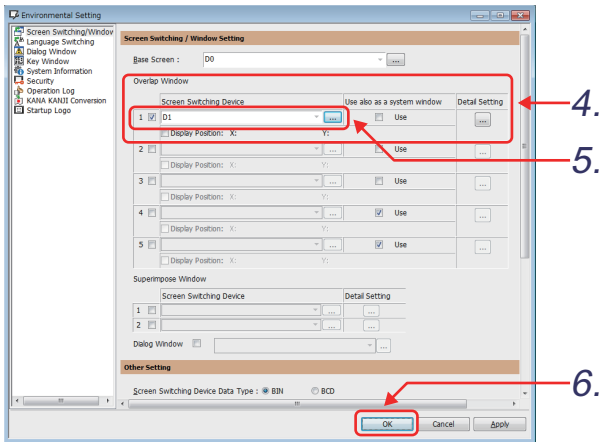 Environmental Setting
Screen Switching/Window
Language Switching
Dialog Window
Key Window
System Information
Security
Operation Log
KANA KANJI Conversion
Startup Logo
Screen Switching / Window Setting
Base Screen : D0 ...
Overlap Window
Screen Switching Device Use also as a system window Detail Setting
4.
1 D1 ... Use ...
Display Position: X: Y:
5.
2 ... Use ...
Display Position: X: Y:
3 ... Use ...
Display Position: X: Y:
4 ... Use ...
Display Position: X: Y:
5 ... Use ...
Display Position: X: Y:
Superimpose Window
Screen Switching Device Detail Setting
1 ... ...
2 ... ...
Dialog Window ...
Other Setting
Screen Switching Device Data Type : BIN BCD
6.
OK Cancel Apply